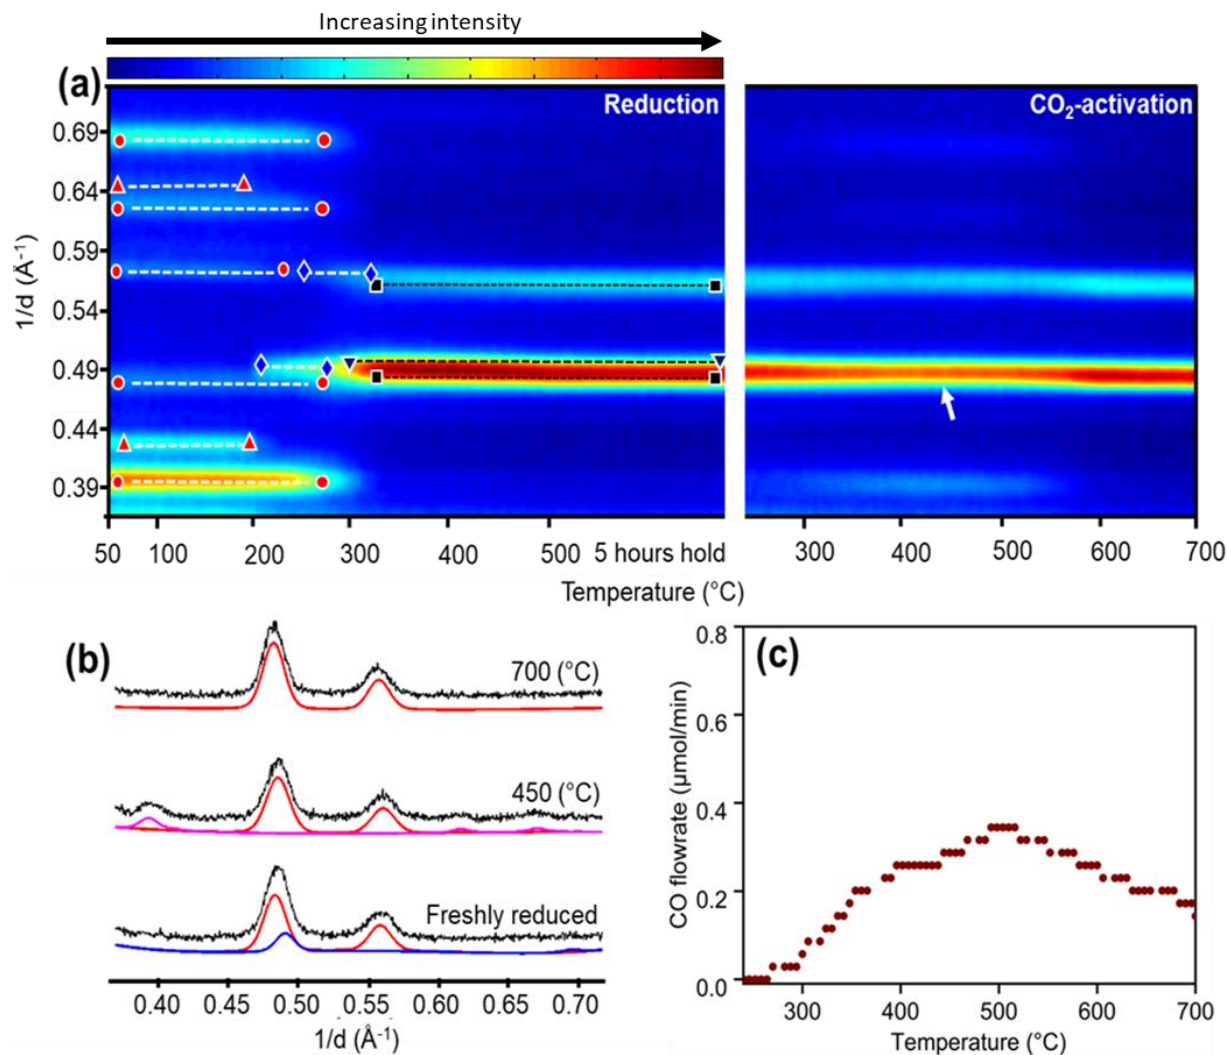 Increasing intensity
(a)
Reduction
CO₂-activation
0.69
0.64
0.59
0.54
0.49
0.44
0.39
1/d (Å⁻¹)
50 100 200 300 400 500 5 hours hold 300 400 500 600 700
Temperature (°C)
(b)
700 (°C)
450 (°C)
Freshly reduced
0.40 0.45 0.50 0.55 0.60 0.65 0.70
1/d (Å⁻¹)
(c)
0.8
0.6
0.4
0.2
0.0
CO flowrate (µmol/min)
300 400 500 600 700
Temperature (°C)